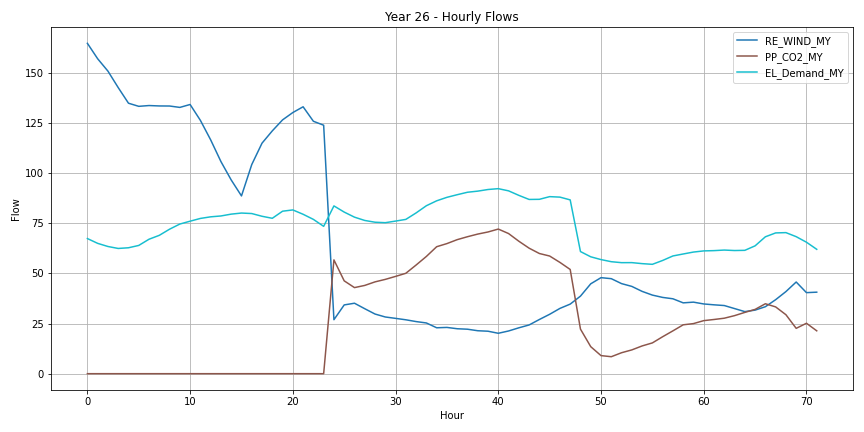 Year 26 - Hourly Flows
RE_WIND_MY
PP_CO2_MY
EL_Demand_MY
Flow
150
125
100
75
50
25
0
0 10 20 30 40 50 60 70
Hour